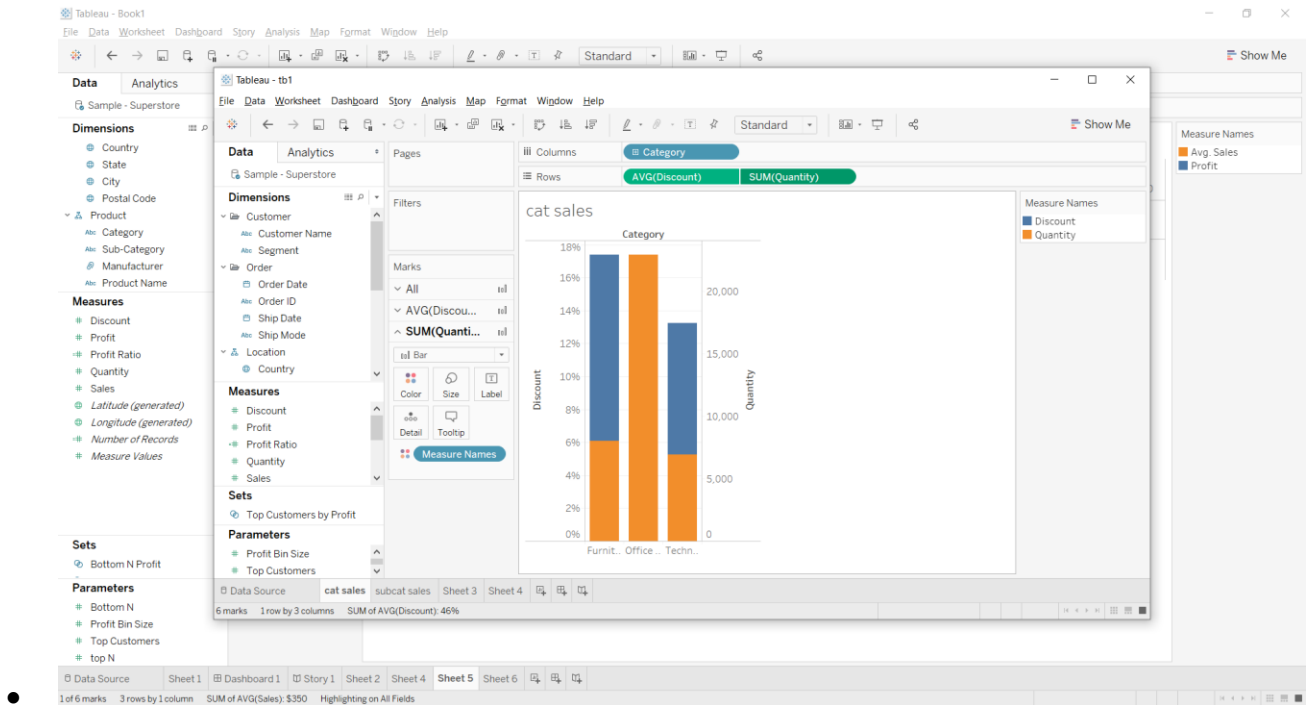 Tableau - Book1
File Data Worksheet Dashboard Story Analysis Map Format Window Help
Standard
Show Me
Data Analytics
Sample - Superstore
Dimensions
Country
State
City
Postal Code
Product
Abc Category
Abc Sub-Category
Manufacturer
Abc Product Name
Measures
Discount
Profit
Profit Ratio
Quantity
Sales
Latitude (generated)
Longitude (generated)
Number of Records
Measure Values
Sets
Bottom N Profit
Parameters
Bottom N
Profit Bin Size
Top Customers
top N
Tableau - tb1
File Data Worksheet Dashboard Story Analysis Map Format Window Help
Standard
Show Me
Data Analytics
Sample - Superstore
Dimensions
Customer
Abc Customer Name
Abc Segment
Order
Order Date
Abc Order ID
Ship Date
Abc Ship Mode
Location
Country
Measures
Discount
Profit
Profit Ratio
Quantity
Sales
Sets
Top Customers by Profit
Parameters
Profit Bin Size
Top Customers
Pages
Filters
Marks
All
AVG(Discou...
SUM(Quanti...
Bar
Color Size Label
Detail Tooltip
Measure Names
Columns Category
Rows AVG(Discount) SUM(Quantity)
cat sales
Category
18%
16%
14%
12%
10%
8%
6%
4%
2%
0%
Discount
20,000
15,000
10,000
5,000
0
Quantity
Furnit.. Office .. Techn..
Measure Names
Discount
Quantity
Data Source cat sales subcat sales Sheet 3 Sheet 4
6 marks 1 row by 3 columns SUM of AVG(Discount): 46%
Measure Names
Avg. Sales
Profit
Data Source Sheet 1 Dashboard 1 Story 1 Sheet 2 Sheet 4 Sheet 5 Sheet 6
1 of 6 marks 3 rows by 1 column SUM of AVG(Sales): $350 Highlighting on All Fields